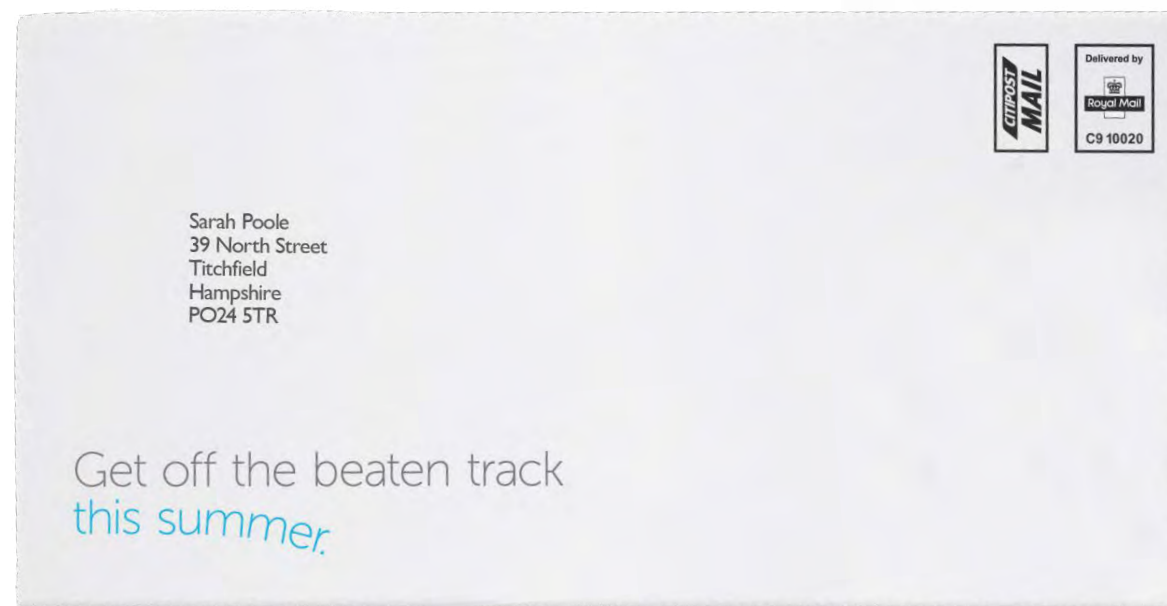 CITIPOST
MAIL
Delivered by
Royal Mail
C9 10020
Sarah Poole
39 North Street
Titchfield
Hampshire
PO24 5TR
Get off the beaten track
this summer.